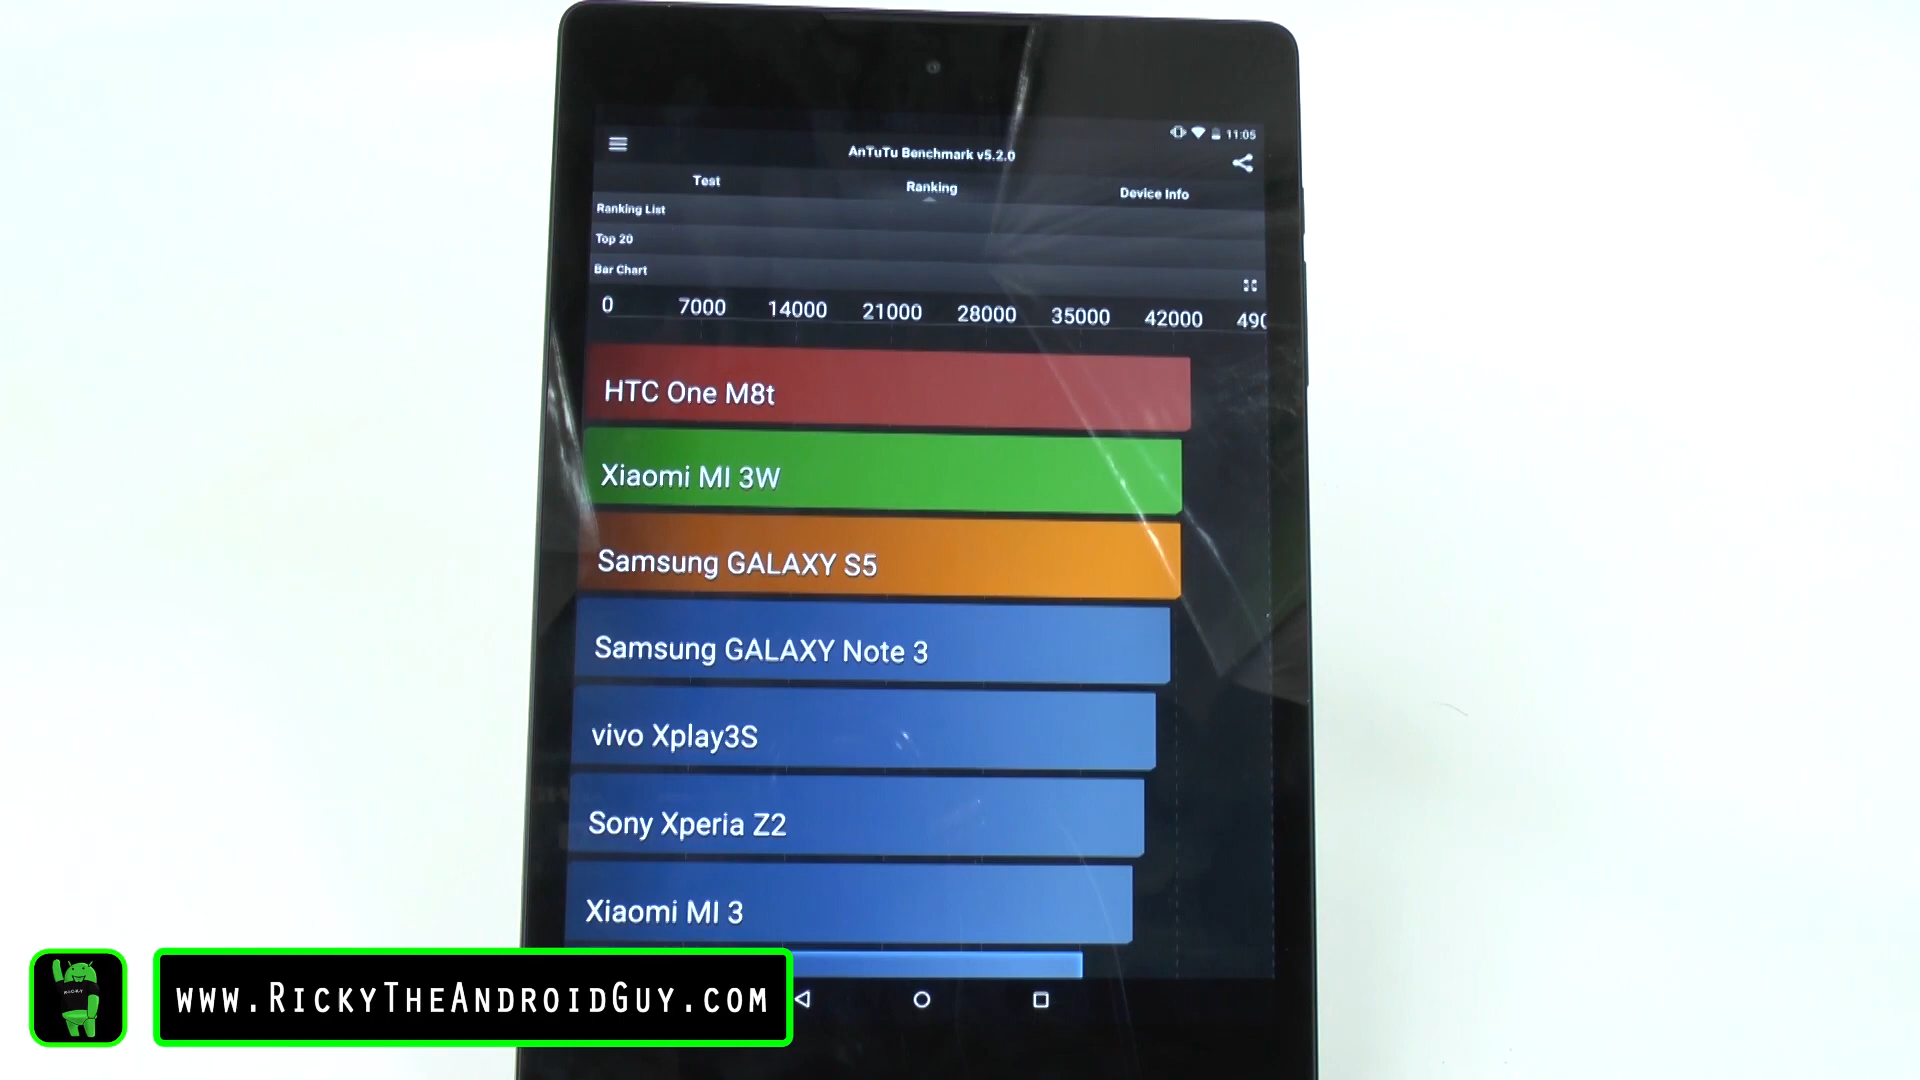 11:05
AnTuTu Benchmark v5.2.0
Test Ranking Device Info
Ranking List
Top 20
Bar Chart
0 7000 14000 21000 28000 35000 42000 490
HTC One M8t
Xiaomi MI 3W
Samsung GALAXY S5
Samsung GALAXY Note 3
vivo Xplay3S
Sony Xperia Z2
Xiaomi MI 3
RICKY
www.RickyTheAndroidGuy.com